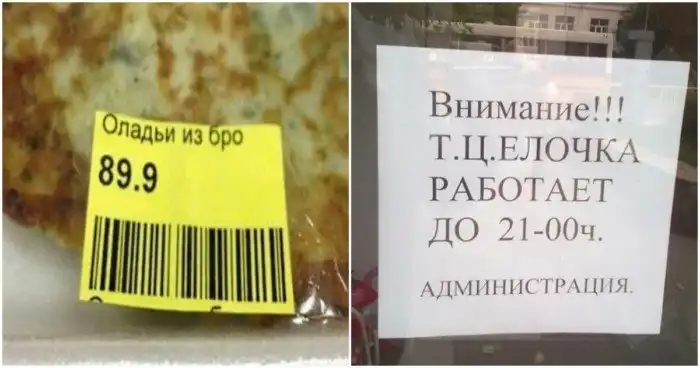 Оладьи из бро
89.9
Внимание!!!
Т.Ц.ЕЛОЧКА
РАБОТАЕТ
ДО 21-00ч.
АДМИНИСТРАЦИЯ.